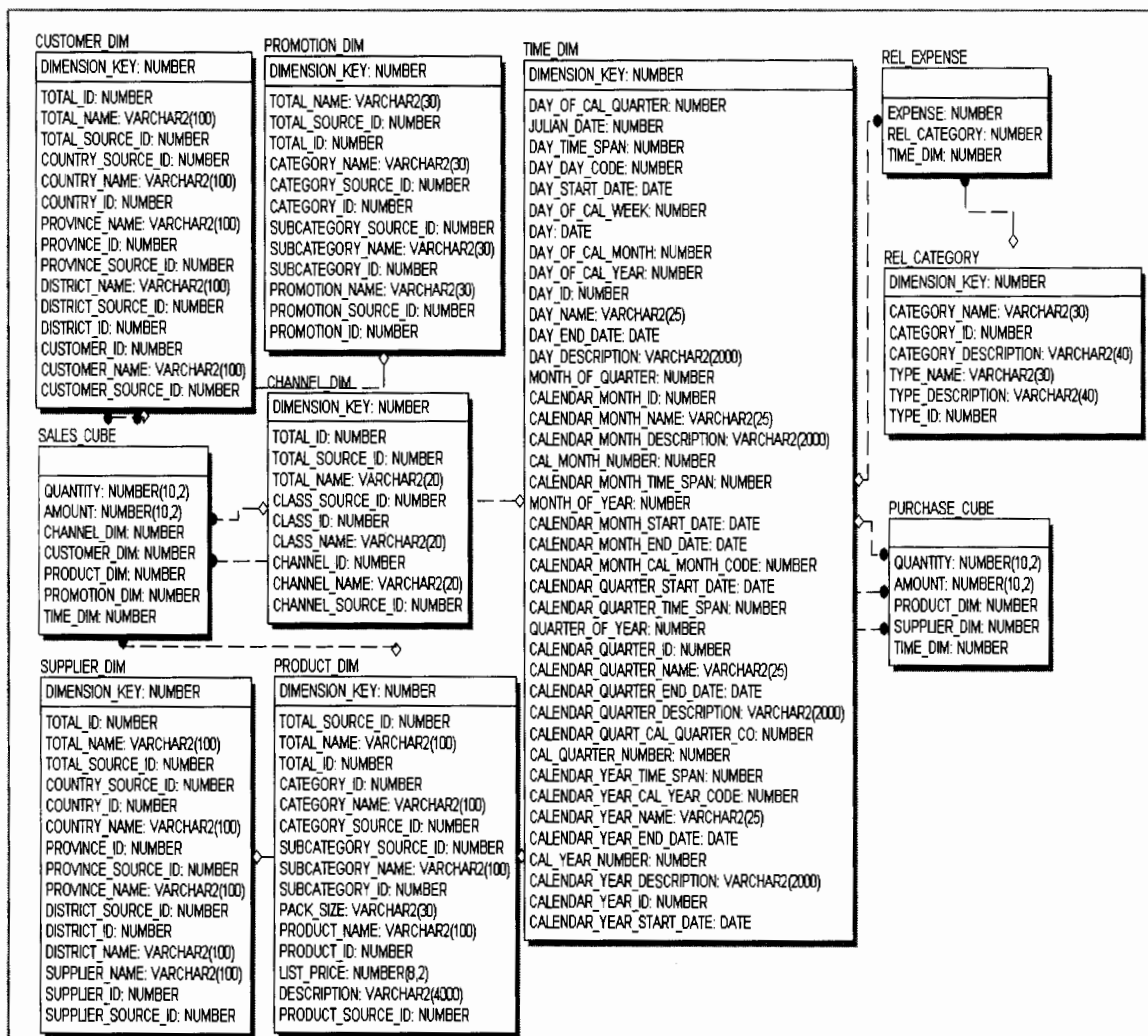 CUSTOMER_DIM
DIMENSION_KEY: NUMBER
TOTAL_ID: NUMBER
TOTAL_NAME: VARCHAR2(100)
TOTAL_SOURCE_ID: NUMBER
COUNTRY_SOURCE_ID: NUMBER
COUNTRY_NAME: VARCHAR2(100)
COUNTRY_ID: NUMBER
PROVINCE_NAME: VARCHAR2(100)
PROVINCE_ID: NUMBER
PROVINCE_SOURCE_ID: NUMBER
DISTRICT_NAME: VARCHAR2(100)
DISTRICT_SOURCE_ID: NUMBER
DISTRICT_ID: NUMBER
CUSTOMER_ID: NUMBER
CUSTOMER_NAME: VARCHAR2(100)
CUSTOMER_SOURCE_ID: NUMBER
PROMOTION_DIM
DIMENSION_KEY: NUMBER
TOTAL_NAME: VARCHAR2(30)
TOTAL_SOURCE_ID: NUMBER
TOTAL_ID: NUMBER
CATEGORY_NAME: VARCHAR2(30)
CATEGORY_SOURCE_ID: NUMBER
CATEGORY_ID: NUMBER
SUBCATEGORY_SOURCE_ID: NUMBER
SUBCATEGORY_NAME: VARCHAR2(30)
SUBCATEGORY_ID: NUMBER
PROMOTION_NAME: VARCHAR2(30)
PROMOTION_SOURCE_ID: NUMBER
PROMOTION_ID: NUMBER
CHANNEL_DIM
DIMENSION_KEY: NUMBER
TOTAL_ID: NUMBER
TOTAL_SOURCE_ID: NUMBER
TOTAL_NAME: VARCHAR2(20)
CLASS_SOURCE_ID: NUMBER
CLASS_ID: NUMBER
CLASS_NAME: VARCHAR2(20)
CHANNEL_ID: NUMBER
CHANNEL_NAME: VARCHAR2(20)
CHANNEL_SOURCE_ID: NUMBER
SALES_CUBE
QUANTITY: NUMBER(10,2)
AMOUNT: NUMBER(10,2)
CHANNEL_DIM: NUMBER
CUSTOMER_DIM: NUMBER
PRODUCT_DIM: NUMBER
PROMOTION_DIM: NUMBER
TIME_DIM: NUMBER
SUPPLIER_DIM
DIMENSION_KEY: NUMBER
TOTAL_ID: NUMBER
TOTAL_NAME: VARCHAR2(100)
TOTAL_SOURCE_ID: NUMBER
COUNTRY_SOURCE_ID: NUMBER
COUNTRY_ID: NUMBER
COUNTRY_NAME: VARCHAR2(100)
PROVINCE_ID: NUMBER
PROVINCE_SOURCE_ID: NUMBER
PROVINCE_NAME: VARCHAR2(100)
DISTRICT_SOURCE_ID: NUMBER
DISTRICT_ID: NUMBER
DISTRICT_NAME: VARCHAR2(100)
SUPPLIER_NAME: VARCHAR2(100)
SUPPLIER_ID: NUMBER
SUPPLIER_SOURCE_ID: NUMBER
PRODUCT_DIM
DIMENSION_KEY: NUMBER
TOTAL_SOURCE_ID: NUMBER
TOTAL_NAME: VARCHAR2(100)
TOTAL_ID: NUMBER
CATEGORY_ID: NUMBER
CATEGORY_NAME: VARCHAR2(100)
CATEGORY_SOURCE_ID: NUMBER
SUBCATEGORY_SOURCE_ID: NUMBER
SUBCATEGORY_NAME: VARCHAR2(100)
SUBCATEGORY_ID: NUMBER
PACK_SIZE: VARCHAR2(30)
PRODUCT_NAME: VARCHAR2(100)
PRODUCT_ID: NUMBER
LIST_PRICE: NUMBER(8,2)
DESCRIPTION: VARCHAR2(4000)
PRODUCT_SOURCE_ID: NUMBER
TIME_DIM
DIMENSION_KEY: NUMBER
DAY_OF_CAL_QUARTER: NUMBER
JULIAN_DATE: NUMBER
DAY_TIME_SPAN: NUMBER
DAY_DAY_CODE: NUMBER
DAY_START_DATE: DATE
DAY_OF_CAL_WEEK: NUMBER
DAY: DATE
DAY_OF_CAL_MONTH: NUMBER
DAY_OF_CAL_YEAR: NUMBER
DAY_ID: NUMBER
DAY_NAME: VARCHAR2(25)
DAY_END_DATE: DATE
DAY_DESCRIPTION: VARCHAR2(2000)
MONTH_OF_QUARTER: NUMBER
CALENDAR_MONTH_ID: NUMBER
CALENDAR_MONTH_NAME: VARCHAR2(25)
CALENDAR_MONTH_DESCRIPTION: VARCHAR2(2000)
CAL_MONTH_NUMBER: NUMBER
CALENDAR_MONTH_TIME_SPAN: NUMBER
MONTH_OF_YEAR: NUMBER
CALENDAR_MONTH_START_DATE: DATE
CALENDAR_MONTH_END_DATE: DATE
CALENDAR_MONTH_CAL_MONTH_CODE: NUMBER
CALENDAR_QUARTER_START_DATE: DATE
CALENDAR_QUARTER_TIME_SPAN: NUMBER
QUARTER_OF_YEAR: NUMBER
CALENDAR_QUARTER_ID: NUMBER
CALENDAR_QUARTER_NAME: VARCHAR2(25)
CALENDAR_QUARTER_END_DATE: DATE
CALENDAR_QUARTER_DESCRIPTION: VARCHAR2(2000)
CALENDAR_QUART_CAL_QUARTER_CO: NUMBER
CAL_QUARTER_NUMBER: NUMBER
CALENDAR_YEAR_TIME_SPAN: NUMBER
CALENDAR_YEAR_CAL_YEAR_CODE: NUMBER
CALENDAR_YEAR_NAME: VARCHAR2(25)
CALENDAR_YEAR_END_DATE: DATE
CAL_YEAR_NUMBER: NUMBER
CALENDAR_YEAR_DESCRIPTION: VARCHAR2(2000)
CALENDAR_YEAR_ID: NUMBER
CALENDAR_YEAR_START_DATE: DATE
REL_EXPENSE
EXPENSE: NUMBER
REL_CATEGORY: NUMBER
TIME_DIM: NUMBER
REL_CATEGORY
DIMENSION_KEY: NUMBER
CATEGORY_NAME: VARCHAR2(30)
CATEGORY_ID: NUMBER
CATEGORY_DESCRIPTION: VARCHAR2(40)
TYPE_NAME: VARCHAR2(30)
TYPE_DESCRIPTION: VARCHAR2(40)
TYPE_ID: NUMBER
PURCHASE_CUBE
QUANTITY: NUMBER(10,2)
AMOUNT: NUMBER(10,2)
PRODUCT_DIM: NUMBER
SUPPLIER_DIM: NUMBER
TIME_DIM: NUMBER